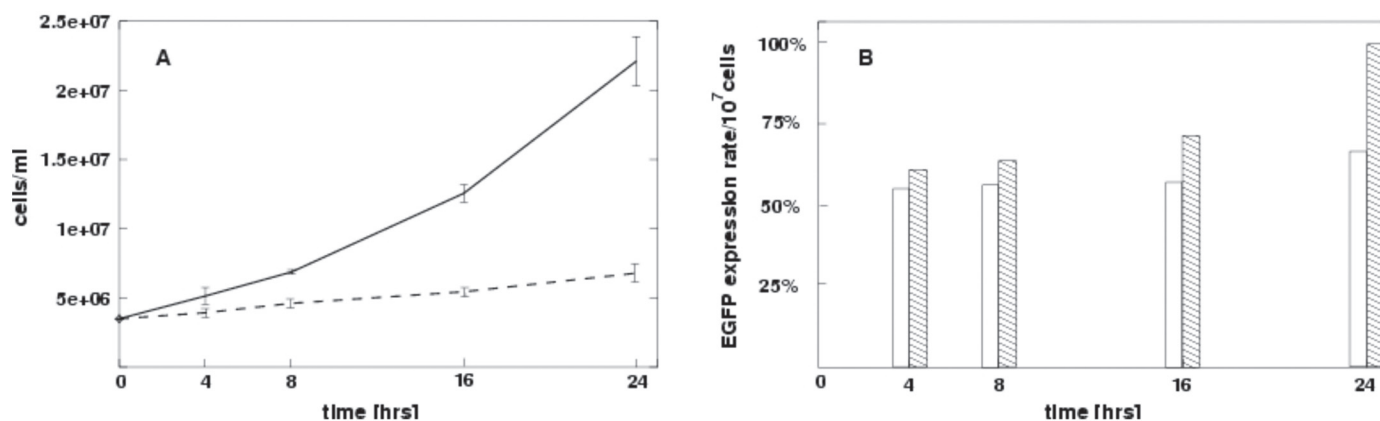 A
2.5e+07
2e+07
1.5e+07
1e+07
5e+06
cells/ml
0 4 8 16 24
time [hrs]
B
100%
75%
50%
25%
EGFP expression rate/10⁷cells
0 4 8 16 24
time [hrs]